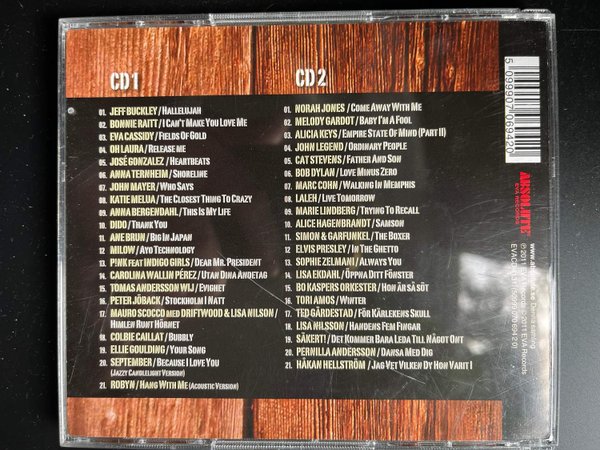 CD1
01. JEFF BUCKLEY / HALLELUJAH
02. BONNIE RAITT / I CAN'T MAKE YOU LOVE ME
03. EVA CASSIDY / FIELDS OF GOLD
04. OH LAURA / RELEASE ME
05. JOSÉ GONZALEZ / HEARTBEATS
06. ANNA TERNHEIM / SHORELINE
07. JOHN MAYER / WHO SAYS
08. KATIE MELUA / THE CLOSEST THING TO CRAZY
09. ANNA BERGENDAHL / THIS IS MY LIFE
10. DIDO / THANK YOU
11. ANE BRUN / BIG IN JAPAN
12. MILOW / AYO TECHNOLOGY
13. P!NK FEAT INDIGO GIRLS / DEAR MR. PRESIDENT
14. CAROLINA WALLIN PÉREZ / UTAN DINA ANDETAG
15. TOMAS ANDERSSON WIJ / EVIGHET
16. PETER JÖBACK / STOCKHOLM I NATT
17. MAURO SCOCCO MED DRIFTWOOD & LISA NILSON /
HIMLEN RUNT HÖRNET
18. COLBIE CAILLAT / BUBBLY
19. ELLIE GOULDING / YOUR SONG
20. SEPTEMBER / BECAUSE I LOVE YOU
(JAZZY CANDLELIGHT VERSION)
21. ROBYN / HANG WITH ME (ACOUSTIC VERSION)
CD2
01. NORAH JONES / COME AWAY WITH ME
02. MELODY GARDOT / BABY I'M A FOOL
03. ALICIA KEYS / EMPIRE STATE OF MIND (PART II)
04. JOHN LEGEND / ORDINARY PEOPLE
05. CAT STEVENS / FATHER AND SON
06. BOB DYLAN / LOVE MINUS ZERO
07. MARC COHN / WALKING IN MEMPHIS
08. LALEH / LIVE TOMORROW
09. MARIE LINDBERG / TRYING TO RECALL
10. ALICE HAGENBRANDT / SAMSON
11. SIMON & GARFUNKEL / THE BOXER
12. ELVIS PRESLEY / IN THE GHETTO
13. SOPHIE ZELMANI / ALWAYS YOU
14. LISA EKDAHL / ÖPPNA DITT FÖNSTER
15. BO KASPERS ORKESTER / HON ÄR SÅ SÖT
16. TORI AMOS / WINTER
17. TED GÄRDESTAD / FÖR KÄRLEKENS SKULL
18. LISA NILSSON / HANDENS FEM FINGAR
19. SÄKERT! / DET KOMMER BARA LEDA TILL NÅGOT ONT
20. PERNILLA ANDERSSON / DANSA MED DIG
21. HÅKAN HELLSTRÖM / JAG VET VILKEN DY HON VARIT I
5 099907 069420
ABSOLUTE
EVA RECORDS